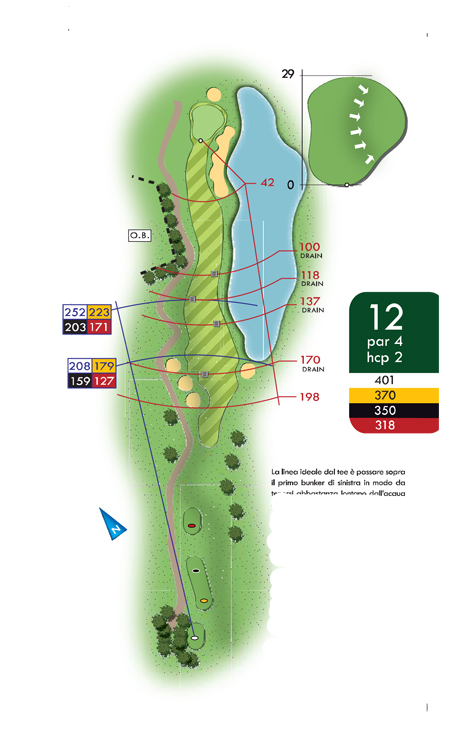 29
0
42
O.B.
100
DRAIN
118
DRAIN
137
DRAIN
252 223
203 171
12
par 4
hcp 2
208 179
159 127
170
DRAIN
401
370
350
318
198
La linea ideale dal tee è passare sopra
il primo bunker di sinistra in modo da
abbastanza lontano dall'acqua
N